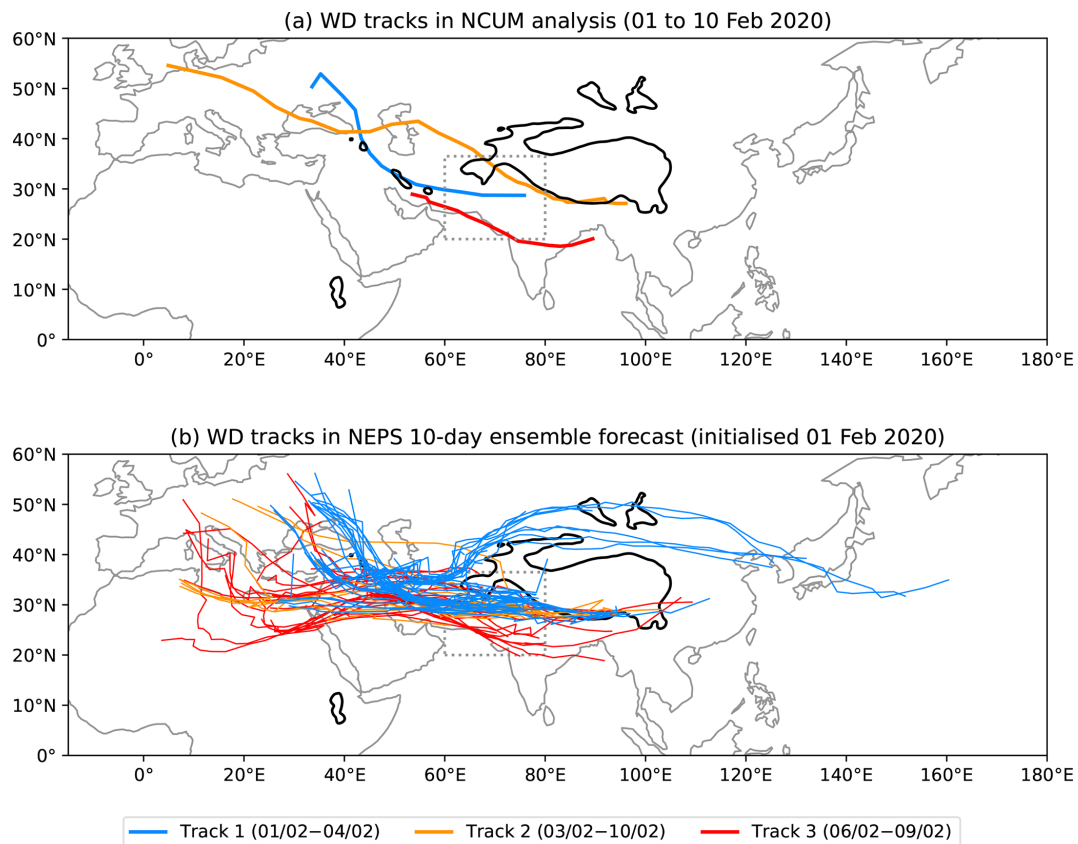 (a) WD tracks in NCUM analysis (01 to 10 Feb 2020)
60°N
50°N
40°N
30°N
20°N
10°N
0°
0° 20°E 40°E 60°E 80°E 100°E 120°E 140°E 160°E 180°E
(b) WD tracks in NEPS 10-day ensemble forecast (initialised 01 Feb 2020)
60°N
50°N
40°N
30°N
20°N
10°N
0°
0° 20°E 40°E 60°E 80°E 100°E 120°E 140°E 160°E 180°E
Track 1 (01/02−04/02) Track 2 (03/02−10/02) Track 3 (06/02−09/02)